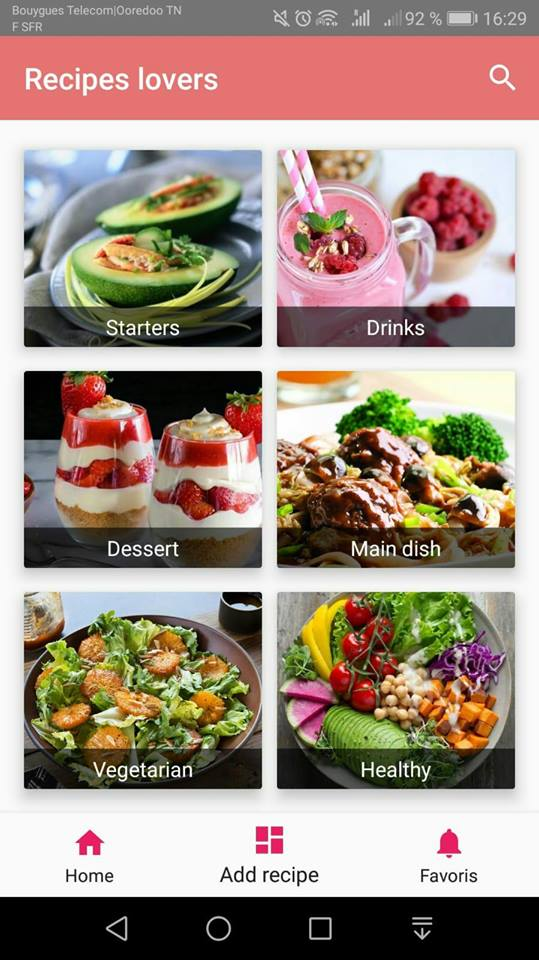 Bouygues Telecom|Ooredoo TN
F SFR
92 % 16:29
Recipes lovers
Starters
Drinks
Dessert
Main dish
Vegetarian
Healthy
Home
Add recipe
Favoris